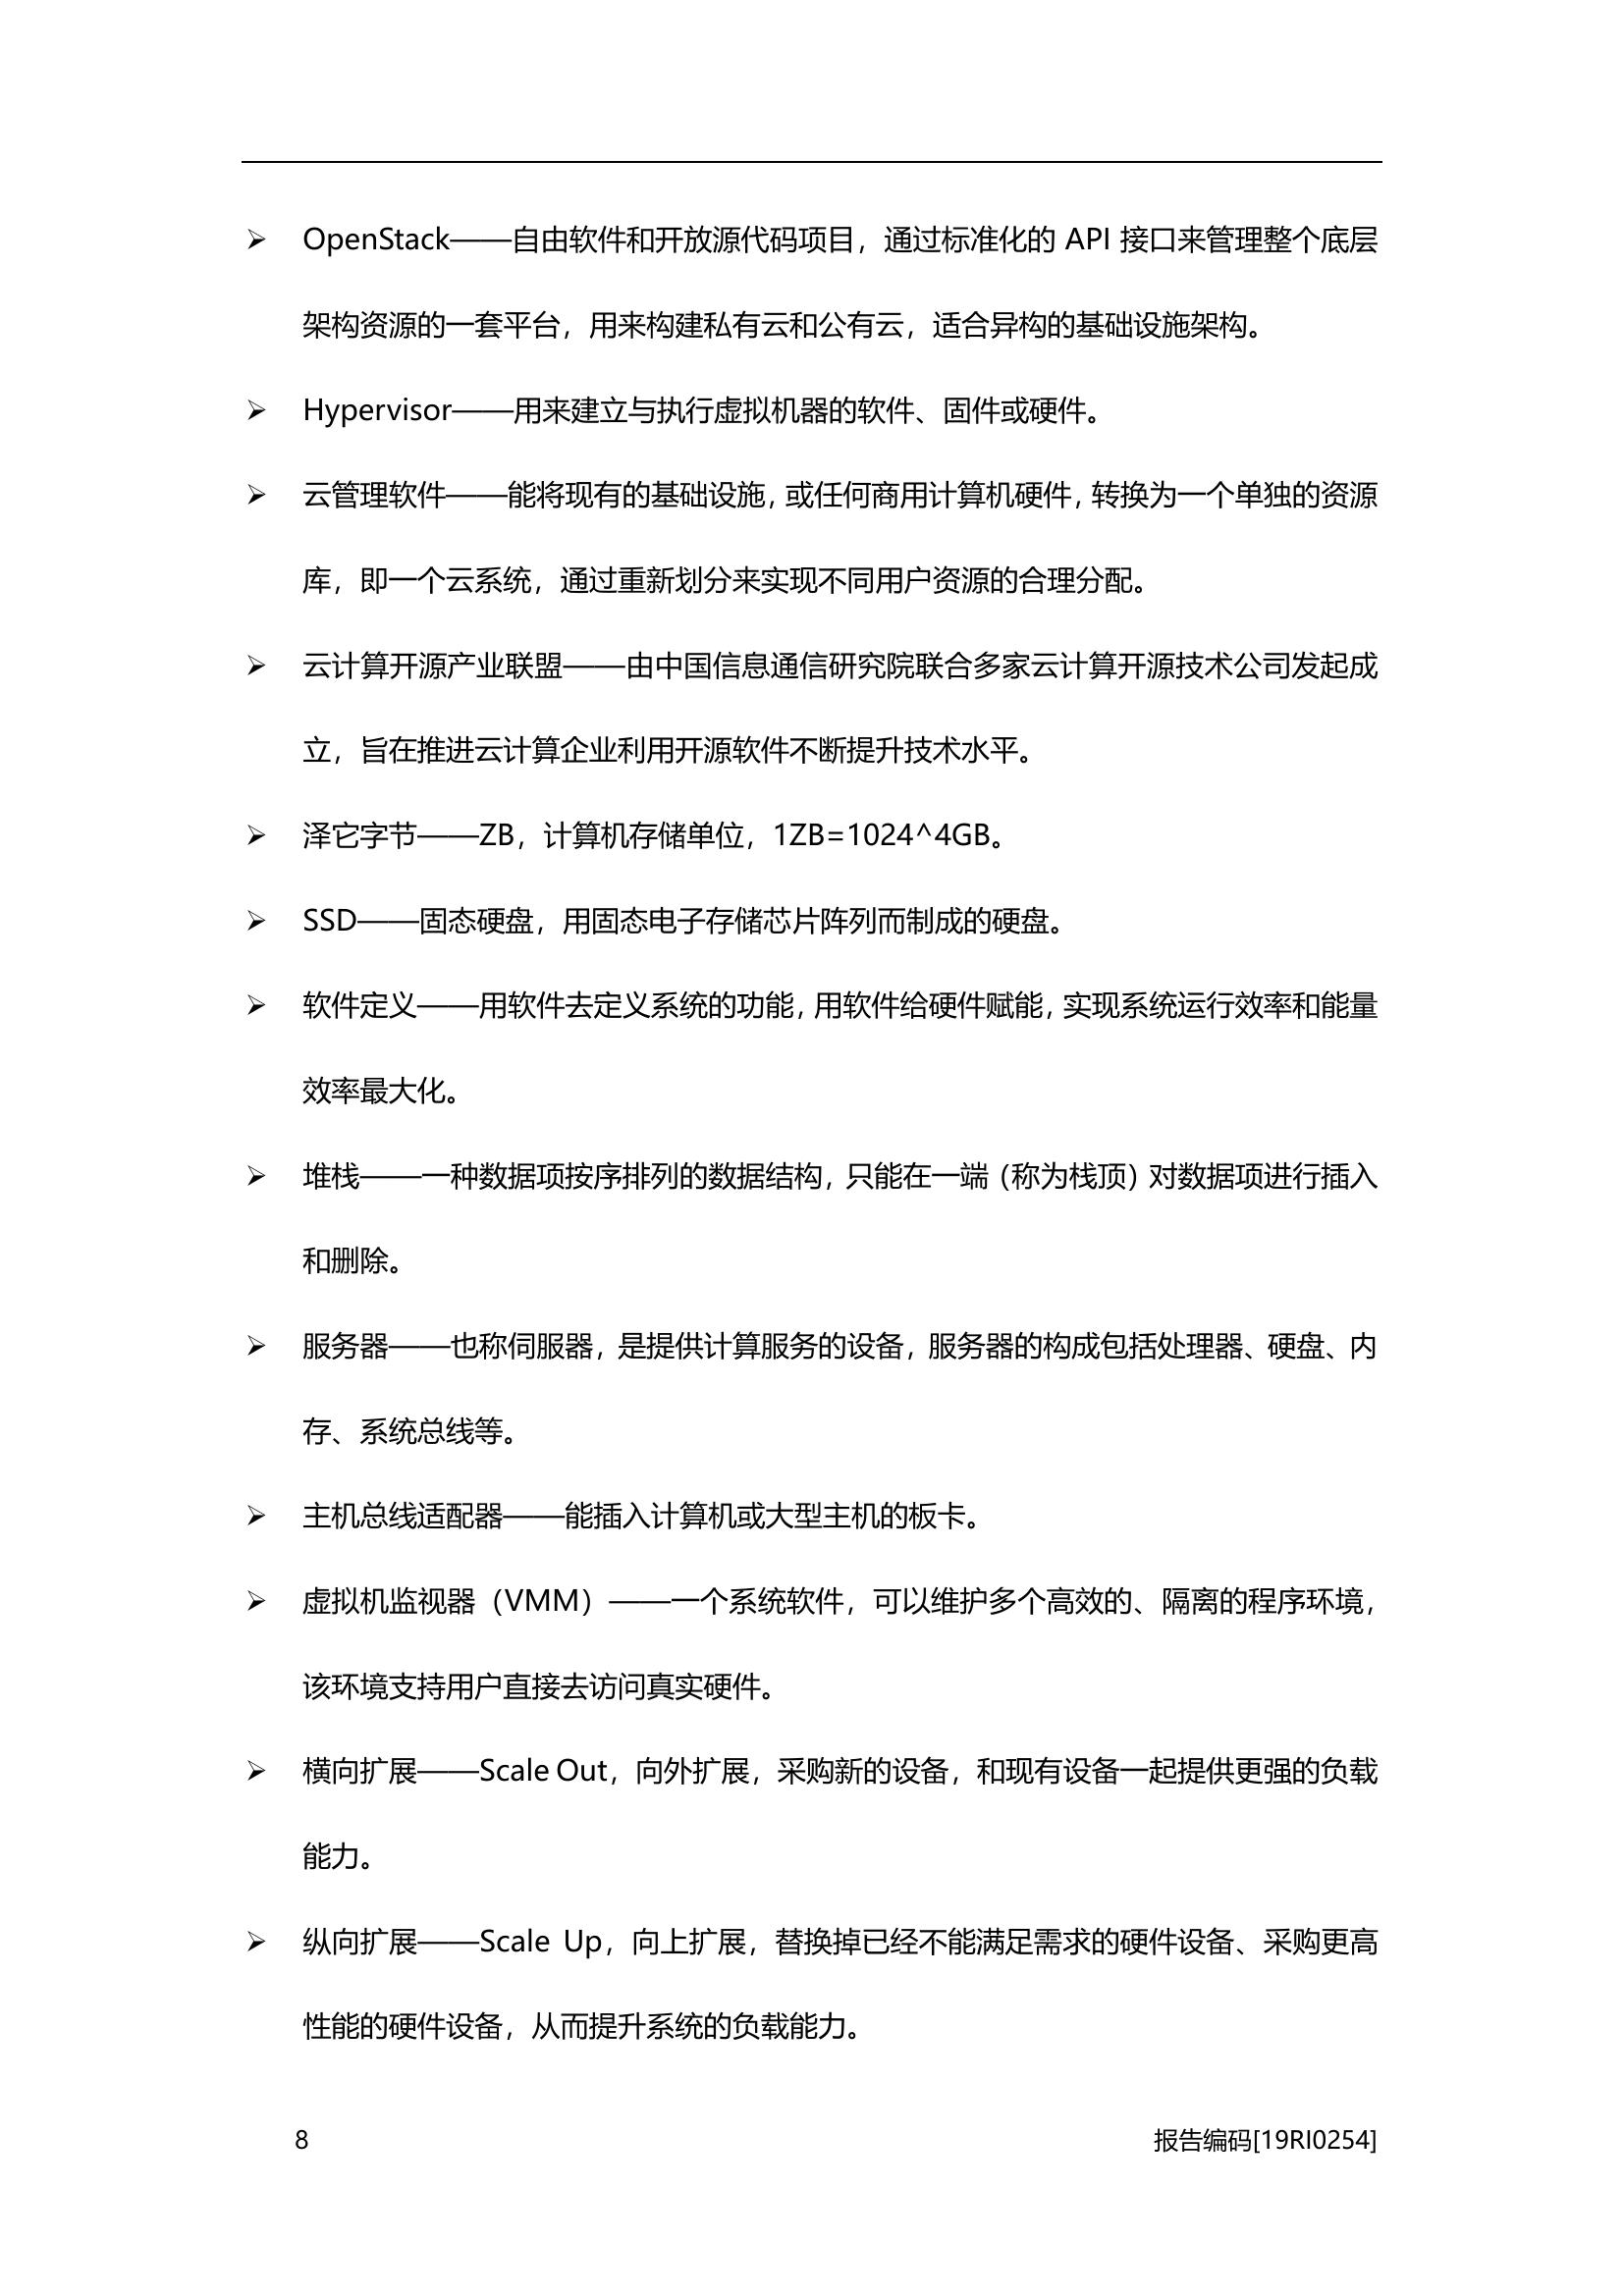 ➢ OpenStack——自由软件和开放源代码项目，通过标准化的 API 接口来管理整个底层
架构资源的一套平台，用来构建私有云和公有云，适合异构的基础设施架构。
➢ Hypervisor——用来建立与执行虚拟机器的软件、固件或硬件。
➢ 云管理软件——能将现有的基础设施，或任何商用计算机硬件，转换为一个单独的资源
库，即一个云系统，通过重新划分来实现不同用户资源的合理分配。
➢ 云计算开源产业联盟——由中国信息通信研究院联合多家云计算开源技术公司发起成
立，旨在推进云计算企业利用开源软件不断提升技术水平。
➢ 泽它字节——ZB，计算机存储单位，1ZB=1024^4GB。
➢ SSD——固态硬盘，用固态电子存储芯片阵列而制成的硬盘。
➢ 软件定义——用软件去定义系统的功能，用软件给硬件赋能，实现系统运行效率和能量
效率最大化。
➢ 堆栈——一种数据项按序排列的数据结构，只能在一端（称为栈顶）对数据项进行插入
和删除。
➢ 服务器——也称伺服器，是提供计算服务的设备，服务器的构成包括处理器、硬盘、内
存、系统总线等。
➢ 主机总线适配器——能插入计算机或大型主机的板卡。
➢ 虚拟机监视器（VMM）——一个系统软件，可以维护多个高效的、隔离的程序环境，
该环境支持用户直接去访问真实硬件。
➢ 横向扩展——Scale Out，向外扩展，采购新的设备，和现有设备一起提供更强的负载
能力。
➢ 纵向扩展——Scale Up，向上扩展，替换掉已经不能满足需求的硬件设备、采购更高
性能的硬件设备，从而提升系统的负载能力。
8 报告编码[19RI0254]